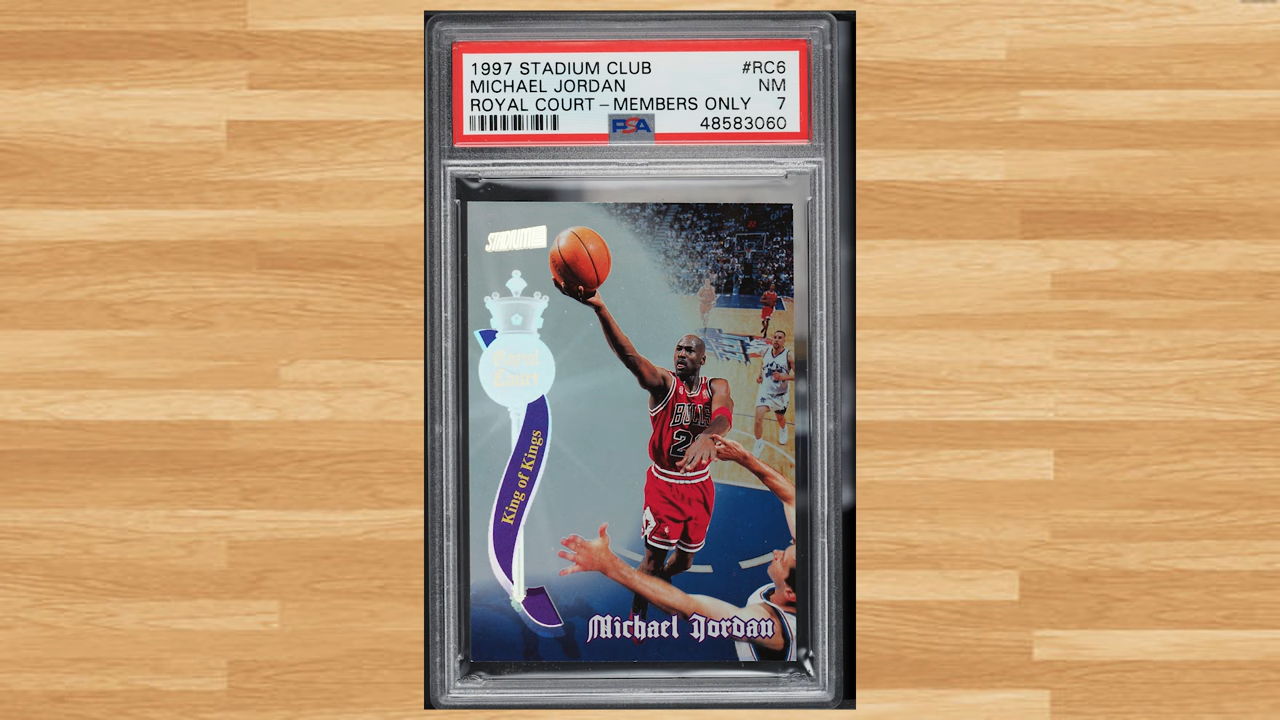 1997 STADIUM CLUB #RC6
MICHAEL JORDAN NM
ROYAL COURT – MEMBERS ONLY 7
PSA 48583060
STADIUM
Royal
Court
BULLS
King of Kings
Michael Jordan